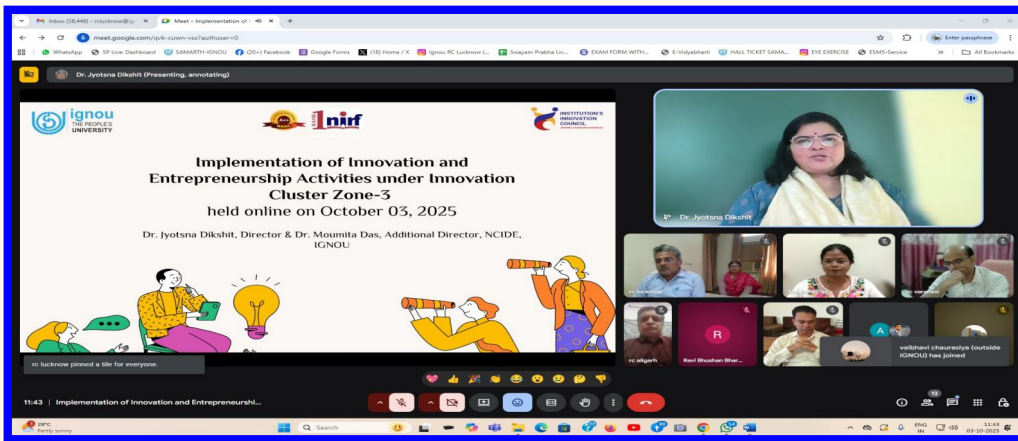 Inbox (38,448) - rclucknow@ig
Meet – Implementation of
meet.google.com/qvk-cuwn-vss?authuser=0
Enter passphrase
WhatsApp
SP Live: Dashboard
SAMARTH-IGNOU
(20+) Facebook
Google Forms
(18) Home / X
Ignou RC Lucknow (...
Swayam Prabha Liv...
EXAM FORM WITH...
E-Vidyabharti
HALL TICKET SAMA...
EYE EXERCISE
ESMS-Service
All Bookmarks
Dr. Jyotsna Dikshit (Presenting, annotating)
ignou
THE PEOPLE'S
UNIVERSITY
nirf
INSTITUTION'S
INNOVATION
COUNCIL
Implementation of Innovation and
Entrepreneurship Activities under Innovation
Cluster Zone-3
held online on October 03, 2025
Dr. Jyotsna Dikshit, Director & Dr. Moumita Das, Additional Director, NCIDE,
IGNOU
Dr. Jyotsna Dikshit
rc lucknow
rc varanasi
rc aligarh
R
Ravi Bhushan Bhar...
A
vaibhavi chaurasiya (outside
IGNOU) has joined
rc lucknow pinned a tile for everyone.
11:43 | Implementation of Innovation and Entrepreneurshi...
13
29°C
Partly sunny
Search
ENG
IN
11:43
03-10-2025